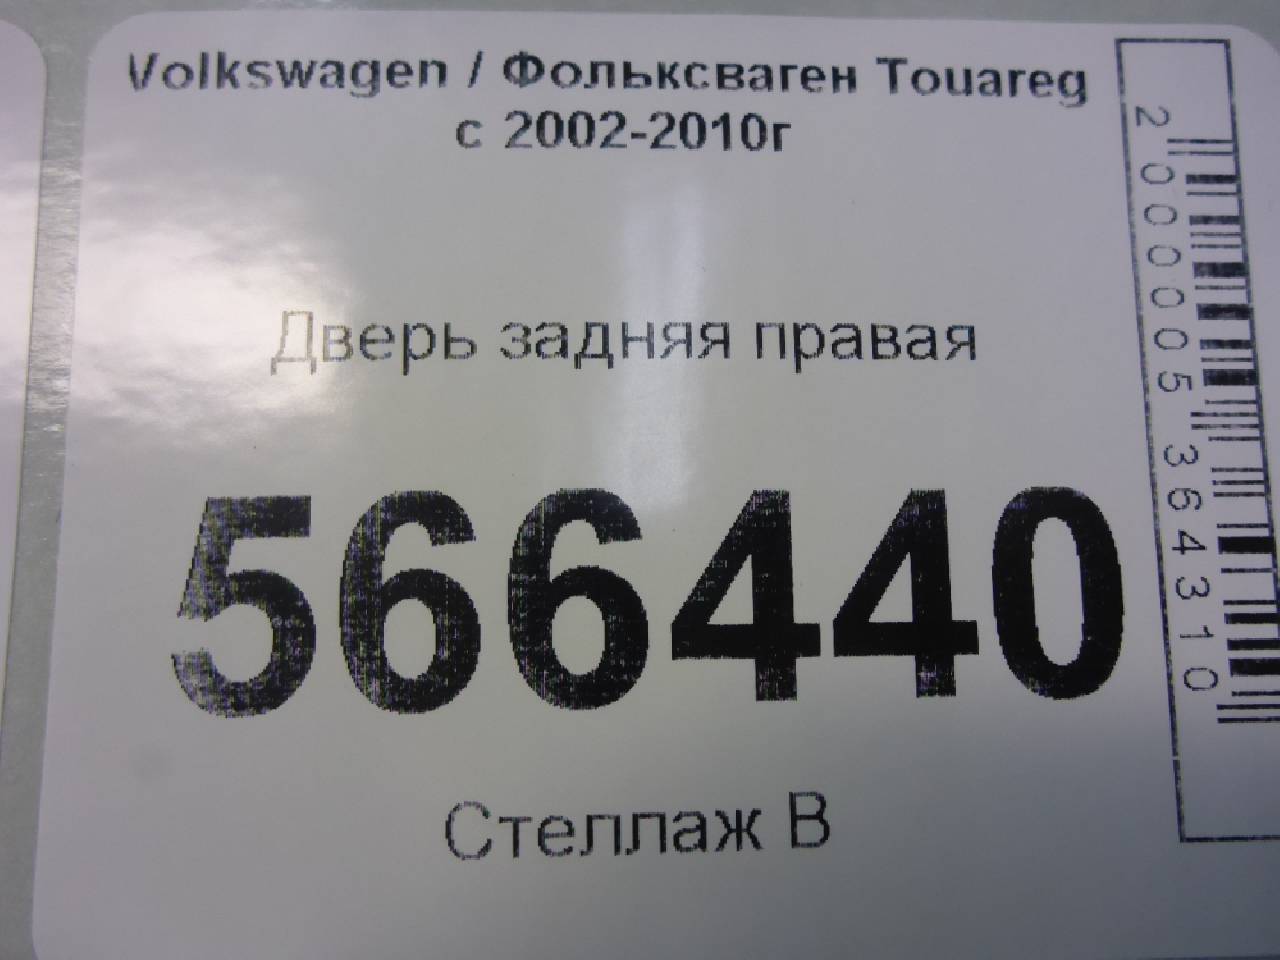 Volkswagen / Фольксваген Touareg
с 2002-2010г
Дверь задняя правая
566440
Стеллаж В
2000005364310